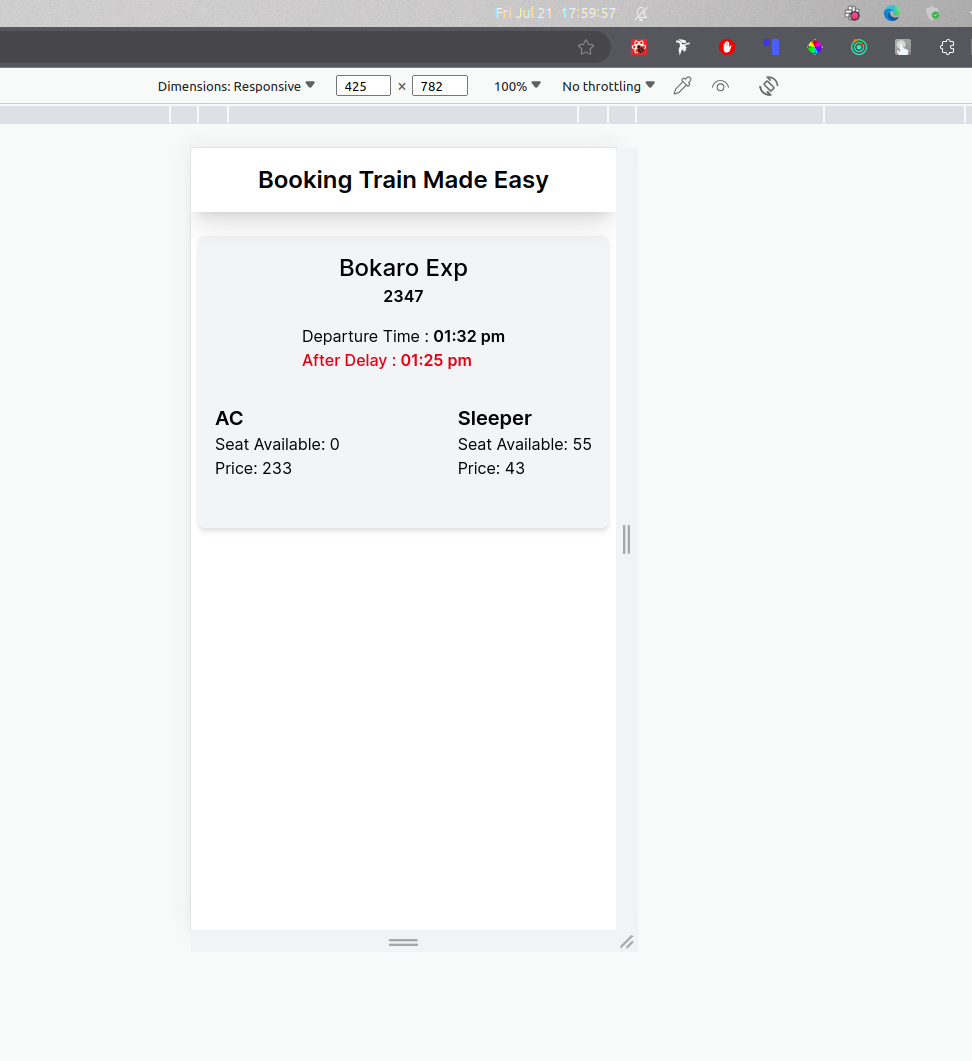 Fri Jul 21 17:59:57
Dimensions: Responsive 425 × 782 100% No throttling
Booking Train Made Easy
Bokaro Exp
2347
Departure Time : 01:32 pm
After Delay : 01:25 pm
AC Sleeper
Seat Available: 0 Seat Available: 55
Price: 233 Price: 43